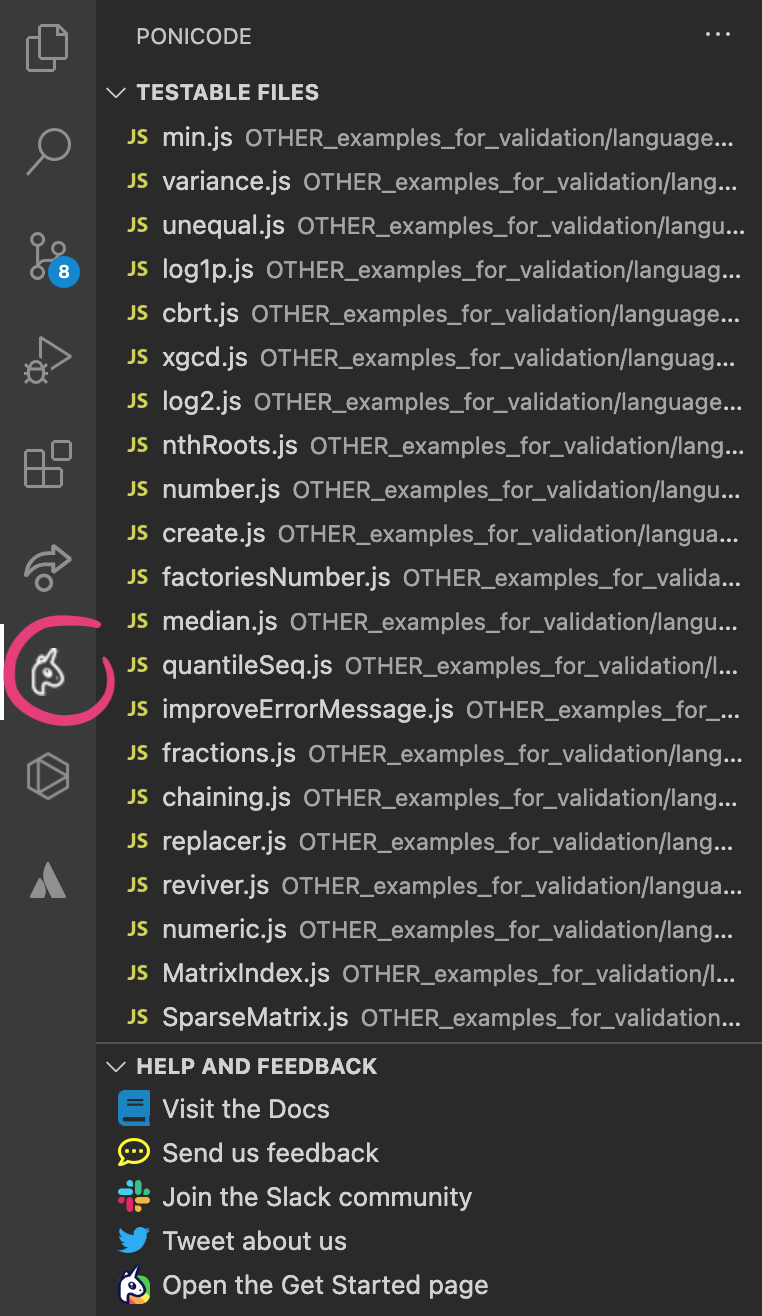 PONICODE
TESTABLE FILES
JS min.js OTHER_examples_for_validation/language...
JS variance.js OTHER_examples_for_validation/lang...
JS unequal.js OTHER_examples_for_validation/langu...
JS log1p.js OTHER_examples_for_validation/languag...
JS cbrt.js OTHER_examples_for_validation/language...
JS xgcd.js OTHER_examples_for_validation/languag...
JS log2.js OTHER_examples_for_validation/language...
JS nthRoots.js OTHER_examples_for_validation/lang...
JS number.js OTHER_examples_for_validation/langu...
JS create.js OTHER_examples_for_validation/langua...
JS factoriesNumber.js OTHER_examples_for_valida...
JS median.js OTHER_examples_for_validation/langu...
JS quantileSeq.js OTHER_examples_for_validation/l...
JS improveErrorMessage.js OTHER_examples_for_...
JS fractions.js OTHER_examples_for_validation/lang...
JS chaining.js OTHER_examples_for_validation/lang...
JS replacer.js OTHER_examples_for_validation/lang...
JS reviver.js OTHER_examples_for_validation/langua...
JS numeric.js OTHER_examples_for_validation/lang...
JS MatrixIndex.js OTHER_examples_for_validation/l...
JS SparseMatrix.js OTHER_examples_for_validation...
HELP AND FEEDBACK
Visit the Docs
Send us feedback
Join the Slack community
Tweet about us
Open the Get Started page
8